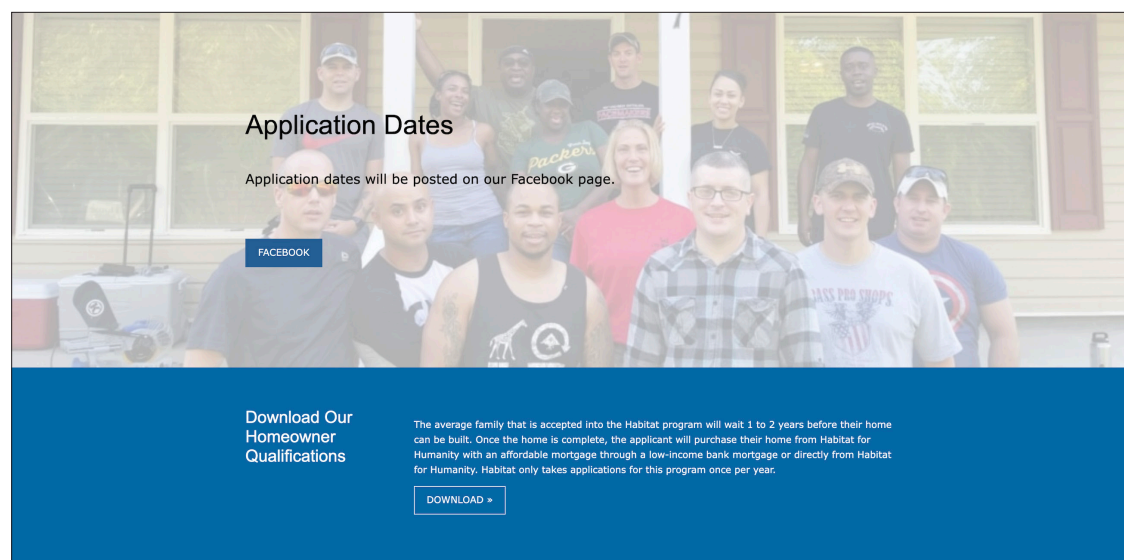 Application Dates
Packers
Application dates will be posted on our Facebook page.
FACEBOOK
BASS PRO SHOPS
Download Our
Homeowner
Qualifications
The average family that is accepted into the Habitat program will wait 1 to 2 years before their home
can be built. Once the home is complete, the applicant will purchase their home from Habitat for
Humanity with an affordable mortgage through a low-income bank mortgage or directly from Habitat
for Humanity. Habitat only takes applications for this program once per year.
DOWNLOAD »